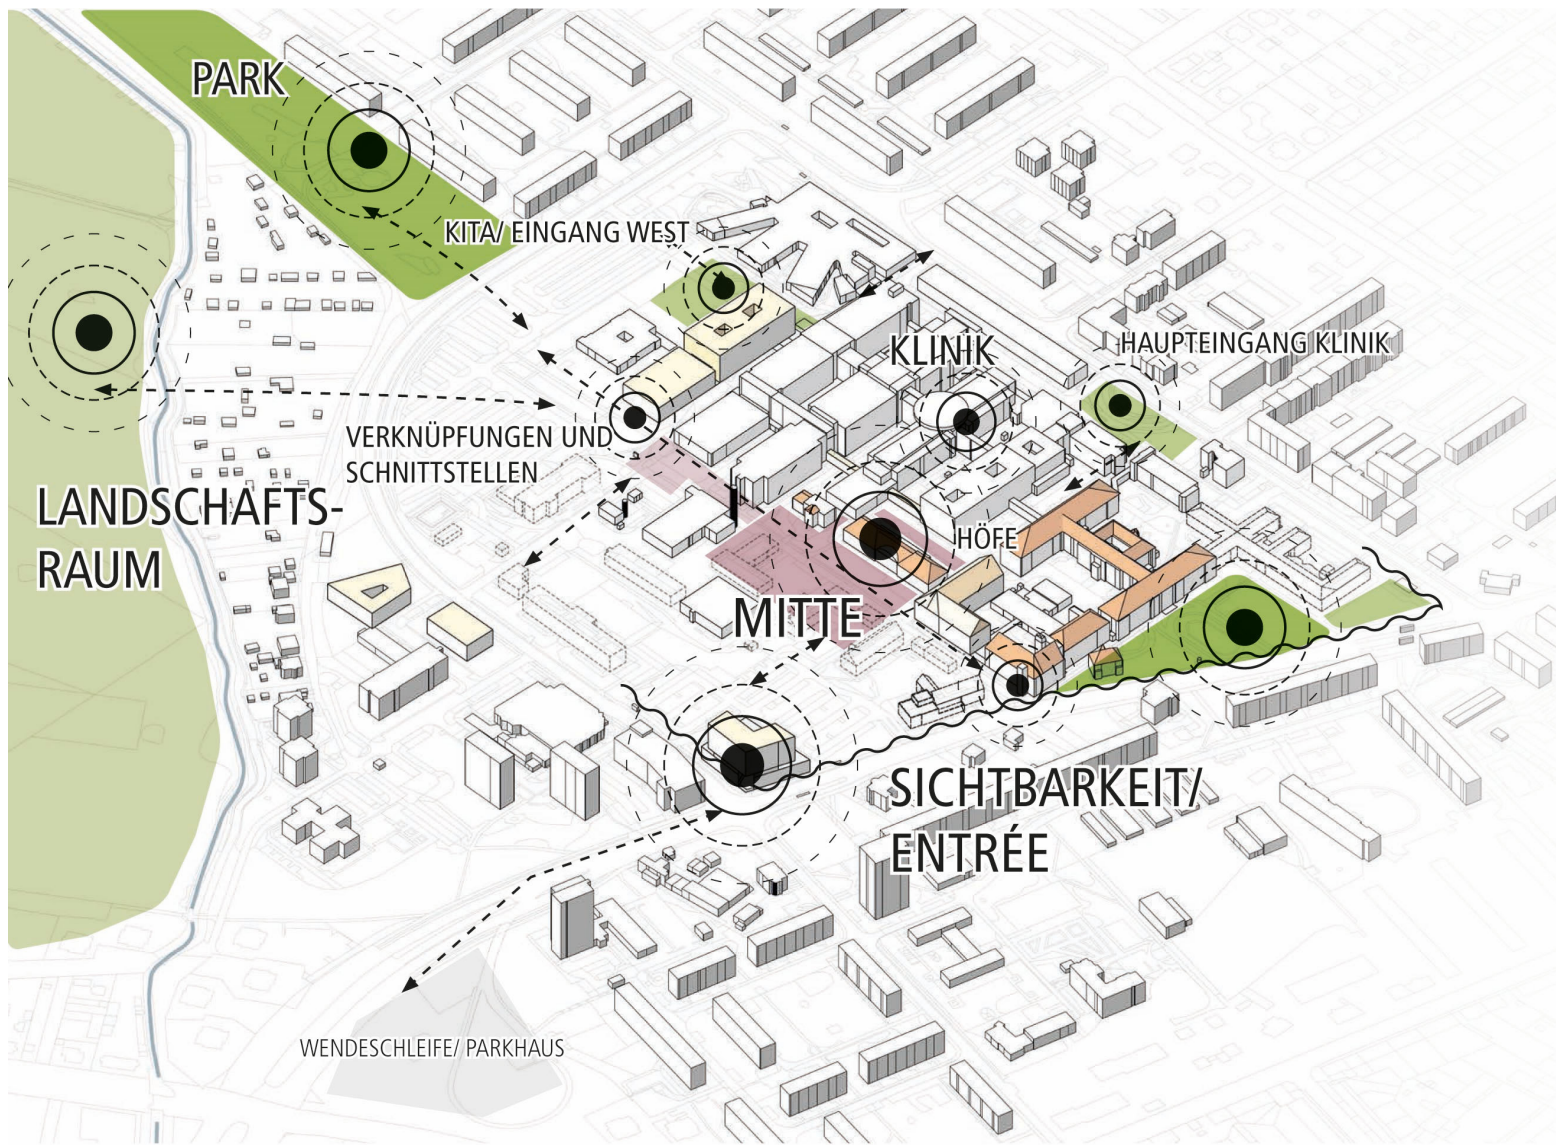 PARK
KITA/ EINGANG WEST
KLINIK
HAUPTEINGANG KLINIK
VERKNÜPFUNGEN UND
SCHNITTSTELLEN
LANDSCHAFTS-
RAUM
HÖFE
MITTE
SICHTBARKEIT/
ENTRÉE
WENDESCHLEIFE/ PARKHAUS